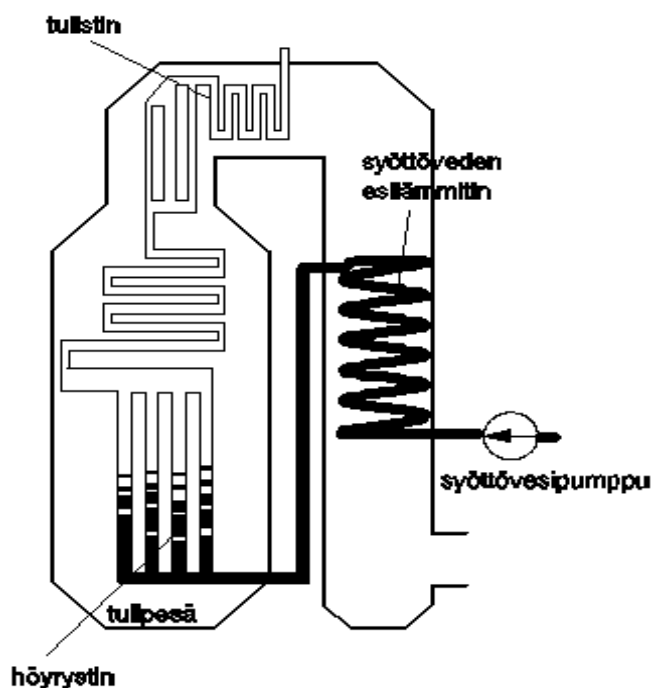 tulistin
syöttöveden
esilämmitin
syöttövesipumppu
tulipesä
höyrystin